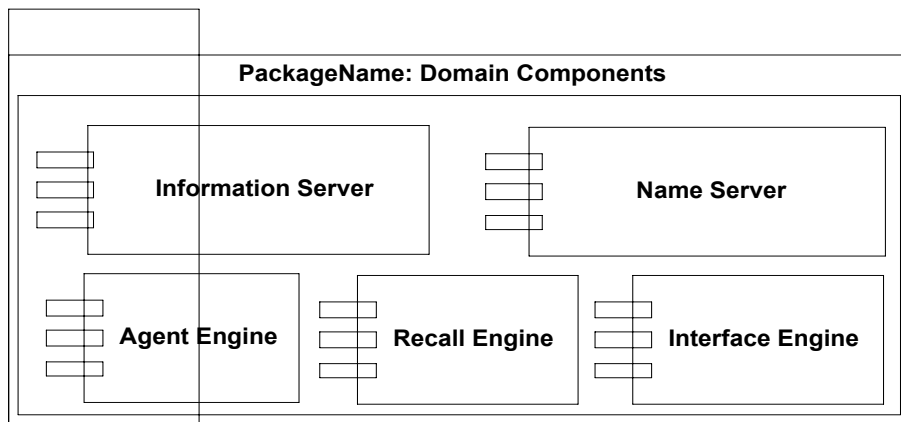 PackageName: Domain Components
Information Server
Name Server
Agent Engine
Recall Engine
Interface Engine